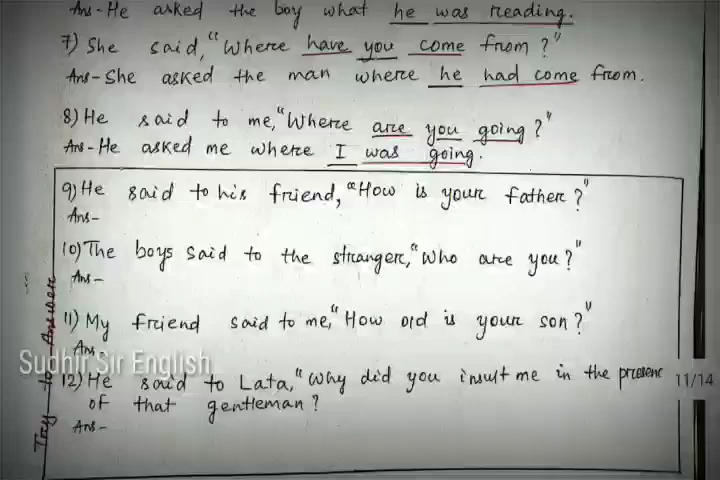 Ans - He asked the boy what he was reading.
7) She said, "Where have you come from?"
Ans - She asked the man where he had come from.
8) He said to me, "Where are you going?"
Ans - He asked me where I was going.
9) He said to his friend, "How is your father?"
Ans -
10) The boys said to the stranger, "Who are you?"
Ans -
11) My friend said to me, "How old is your son?"
Ans
Sudhir Sir English
12) He said to Lata, "Why did you insult me in the presenc
11/14
of that gentleman?
Ans -
Try to Answer